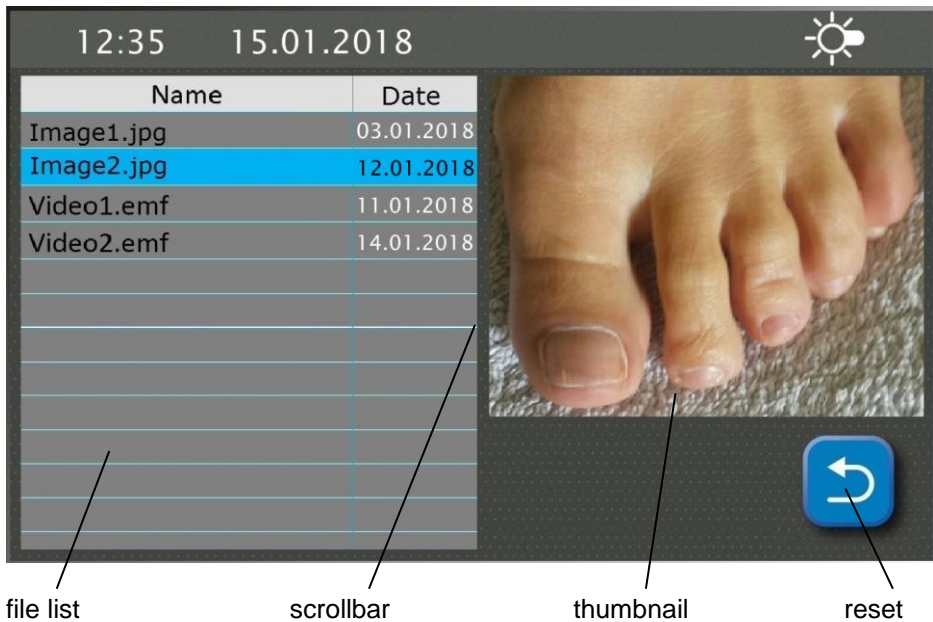 12:35 15.01.2018
Name Date
Image1.jpg 03.01.2018
Image2.jpg 12.01.2018
Video1.emf 11.01.2018
Video2.emf 14.01.2018
file list scrollbar thumbnail reset